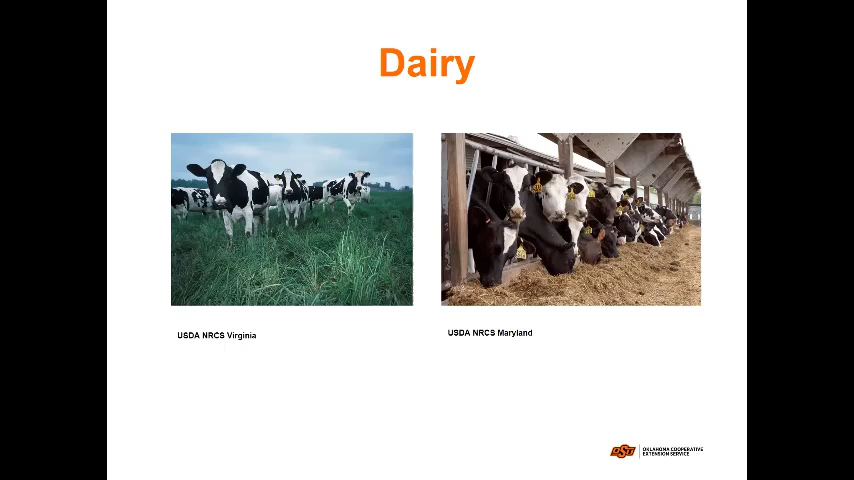 Dairy
USDA NRCS Virginia
USDA NRCS Maryland
OSU
OKLAHOMA COOPERATIVE
EXTENSION SERVICE